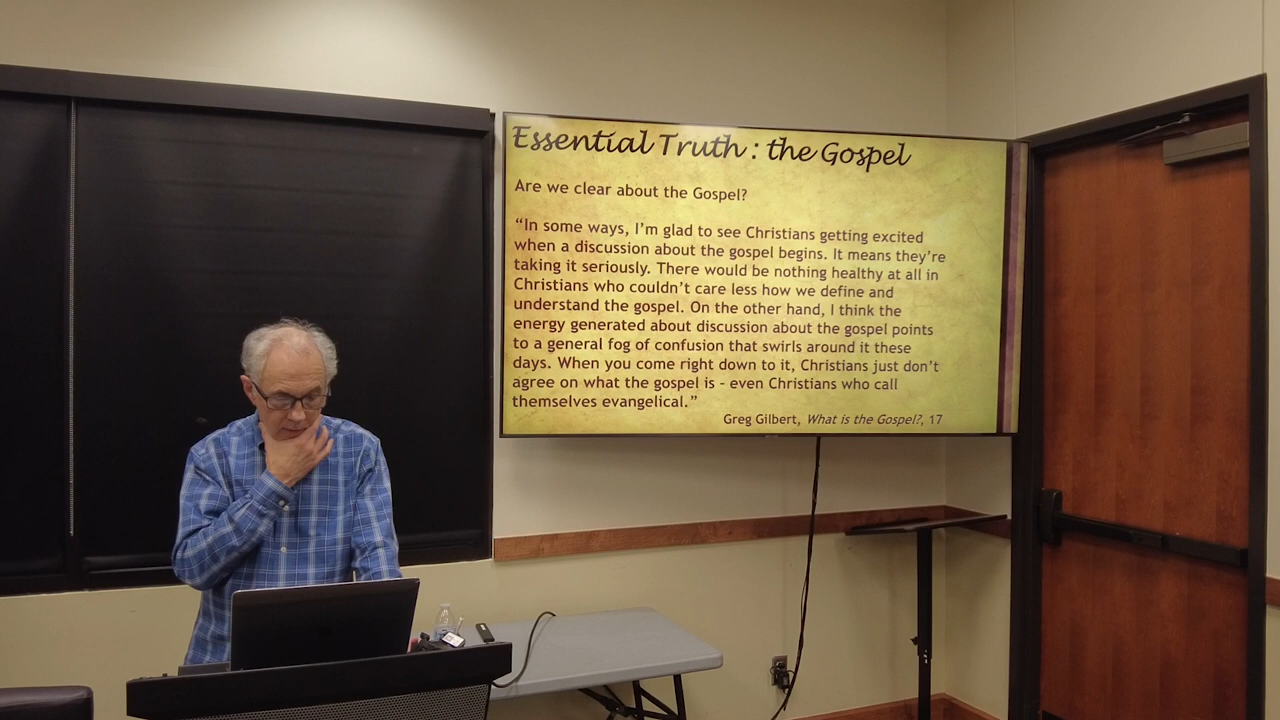 Essential Truth : the Gospel
Are we clear about the Gospel?
“In some ways, I’m glad to see Christians getting excited
when a discussion about the gospel begins. It means they’re
taking it seriously. There would be nothing healthy at all in
Christians who couldn’t care less how we define and
understand the gospel. On the other hand, I think the
energy generated about discussion about the gospel points
to a general fog of confusion that swirls around it these
days. When you come right down to it, Christians just don’t
agree on what the gospel is – even Christians who call
themselves evangelical.”
Greg Gilbert, What is the Gospel?, 17